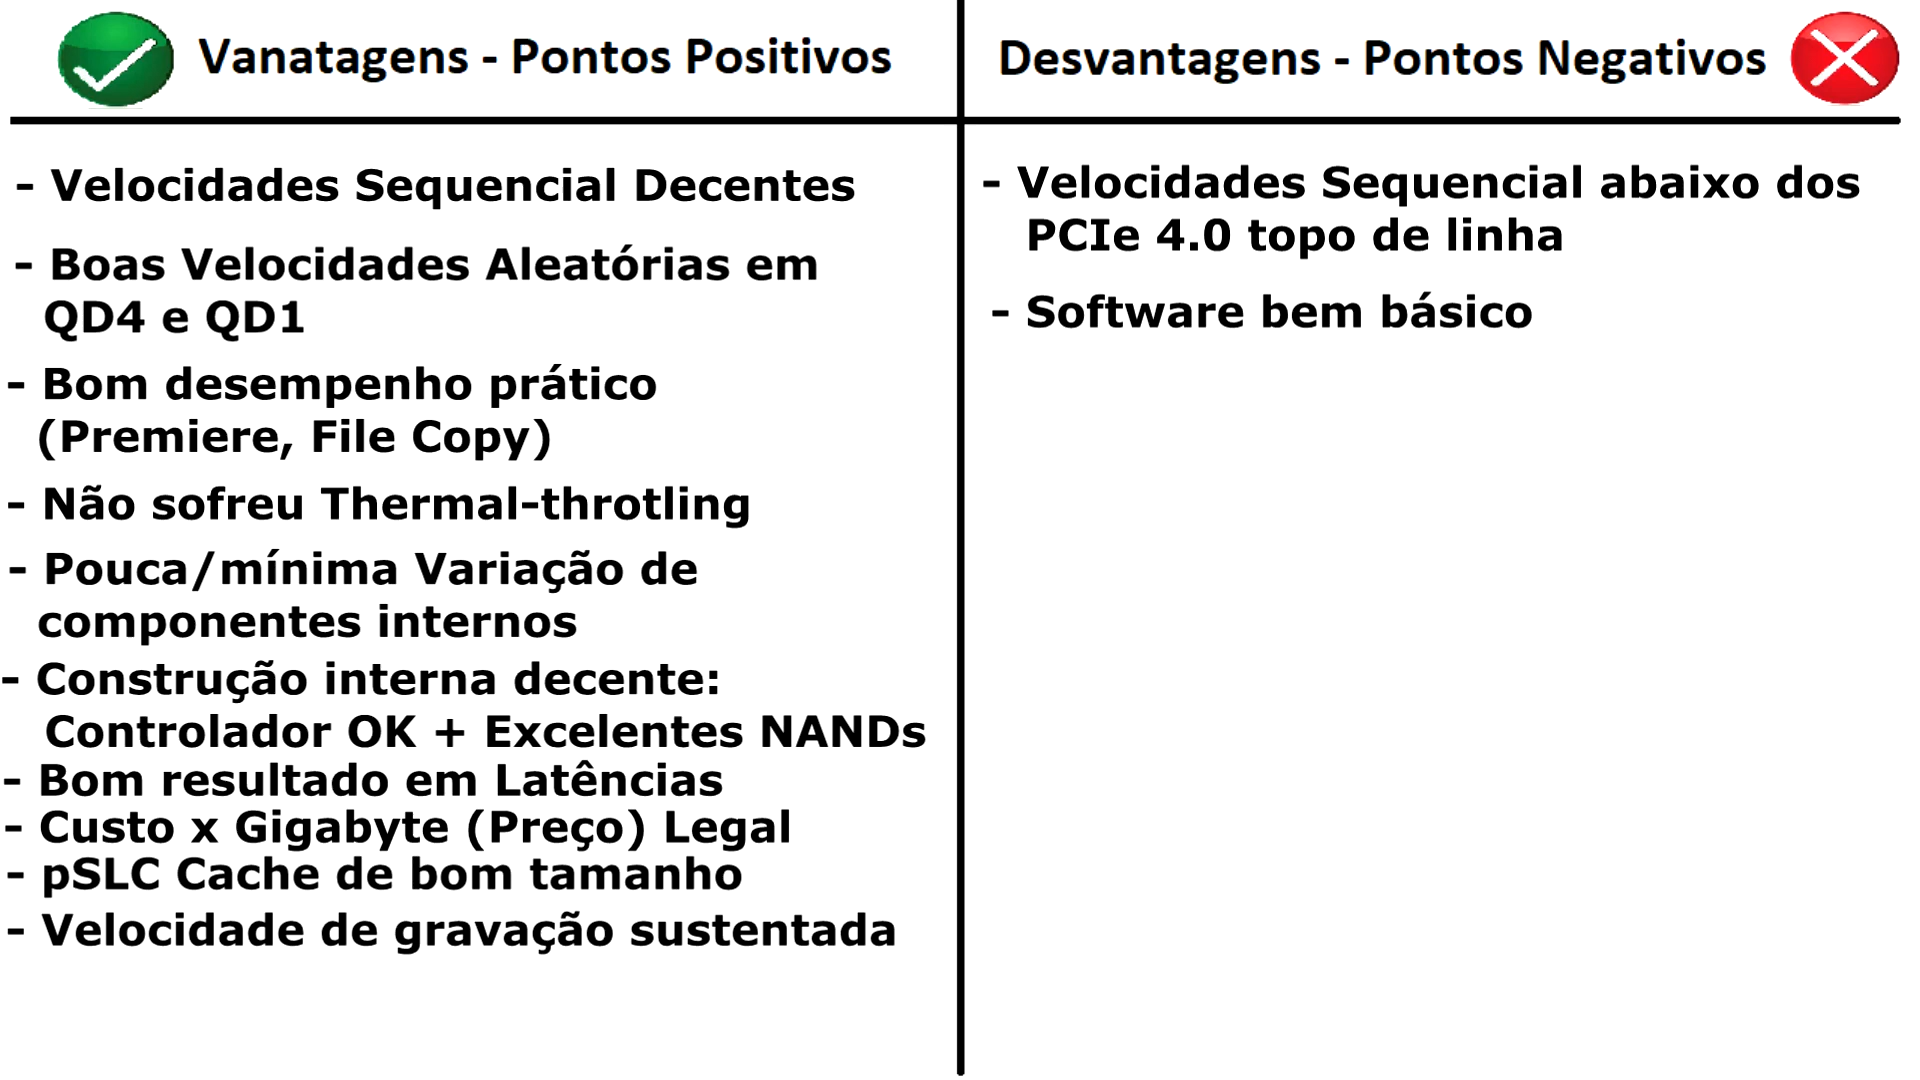 Vanatagens - Pontos Positivos
- Velocidades Sequencial Decentes
- Boas Velocidades Aleatórias em
QD4 e QD1
- Bom desempenho prático
(Premiere, File Copy)
- Não sofreu Thermal-throtling
- Pouca/mínima Variação de
componentes internos
- Construção interna decente:
Controlador OK + Excelentes NANDs
- Bom resultado em Latências
- Custo x Gigabyte (Preço) Legal
- pSLC Cache de bom tamanho
- Velocidade de gravação sustentada
Desvantagens - Pontos Negativos
- Velocidades Sequencial abaixo dos
PCIe 4.0 topo de linha
- Software bem básico